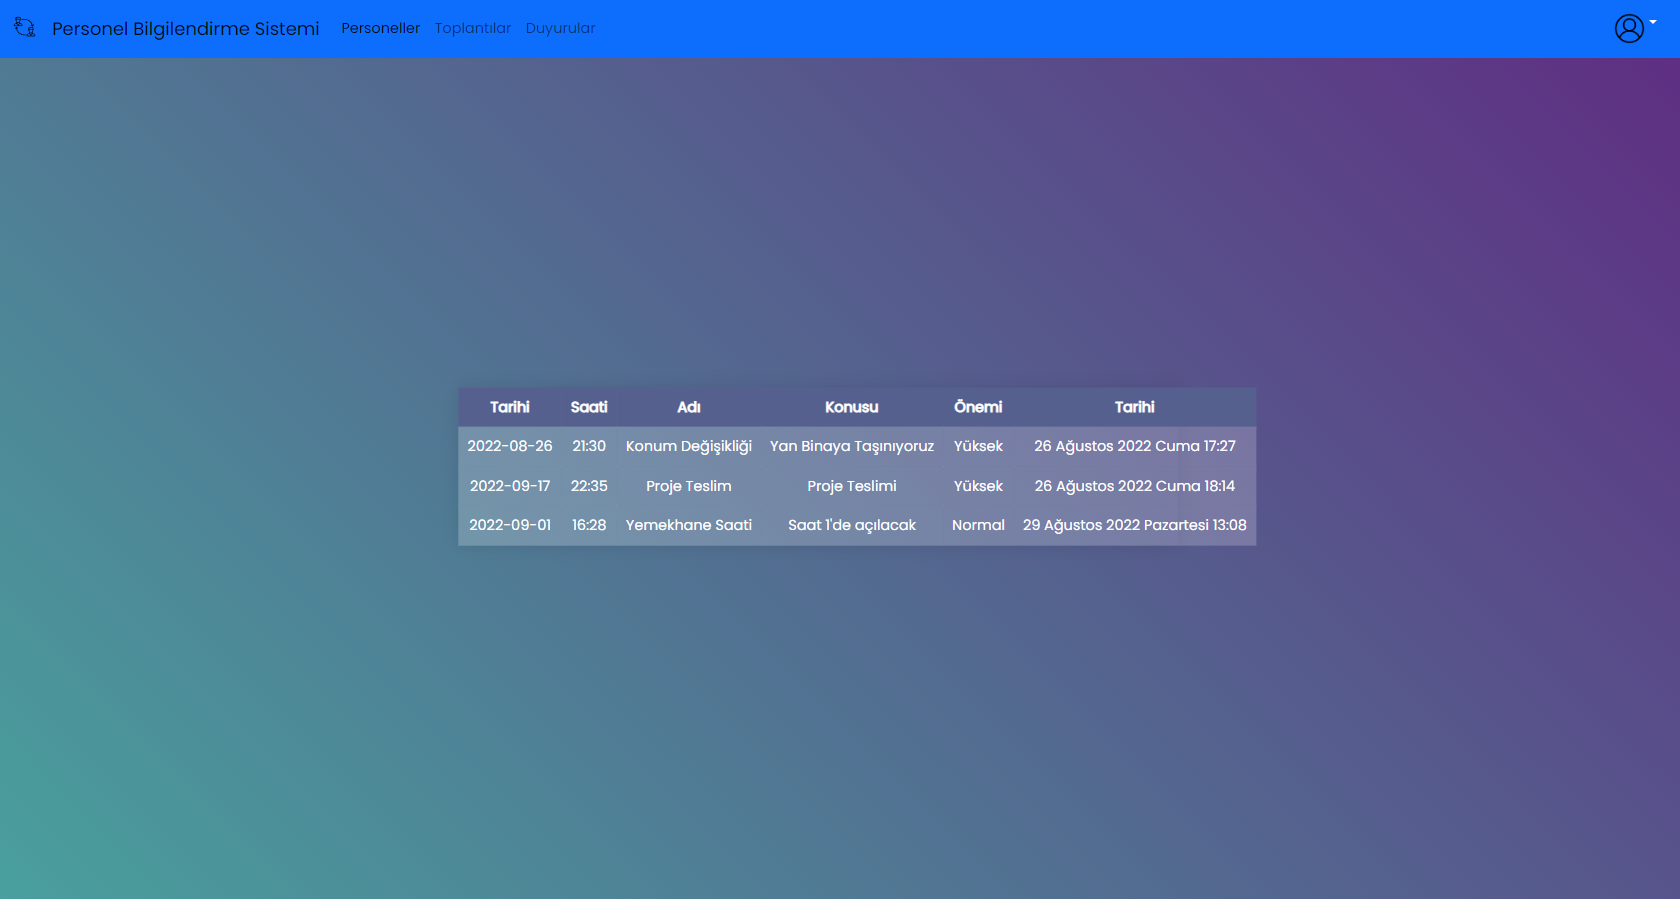 Personel Bilgilendirme Sistemi Personeller Toplantılar Duyurular
Tarihi Saati Adı Konusu Önemi Tarihi
2022-08-26 21:30 Konum Değişikliği Yan Binaya Taşınıyoruz Yüksek 26 Ağustos 2022 Cuma 17:27
2022-09-17 22:35 Proje Teslim Proje Teslimi Yüksek 26 Ağustos 2022 Cuma 18:14
2022-09-01 16:28 Yemekhane Saati Saat 1'de açılacak Normal 29 Ağustos 2022 Pazartesi 13:08